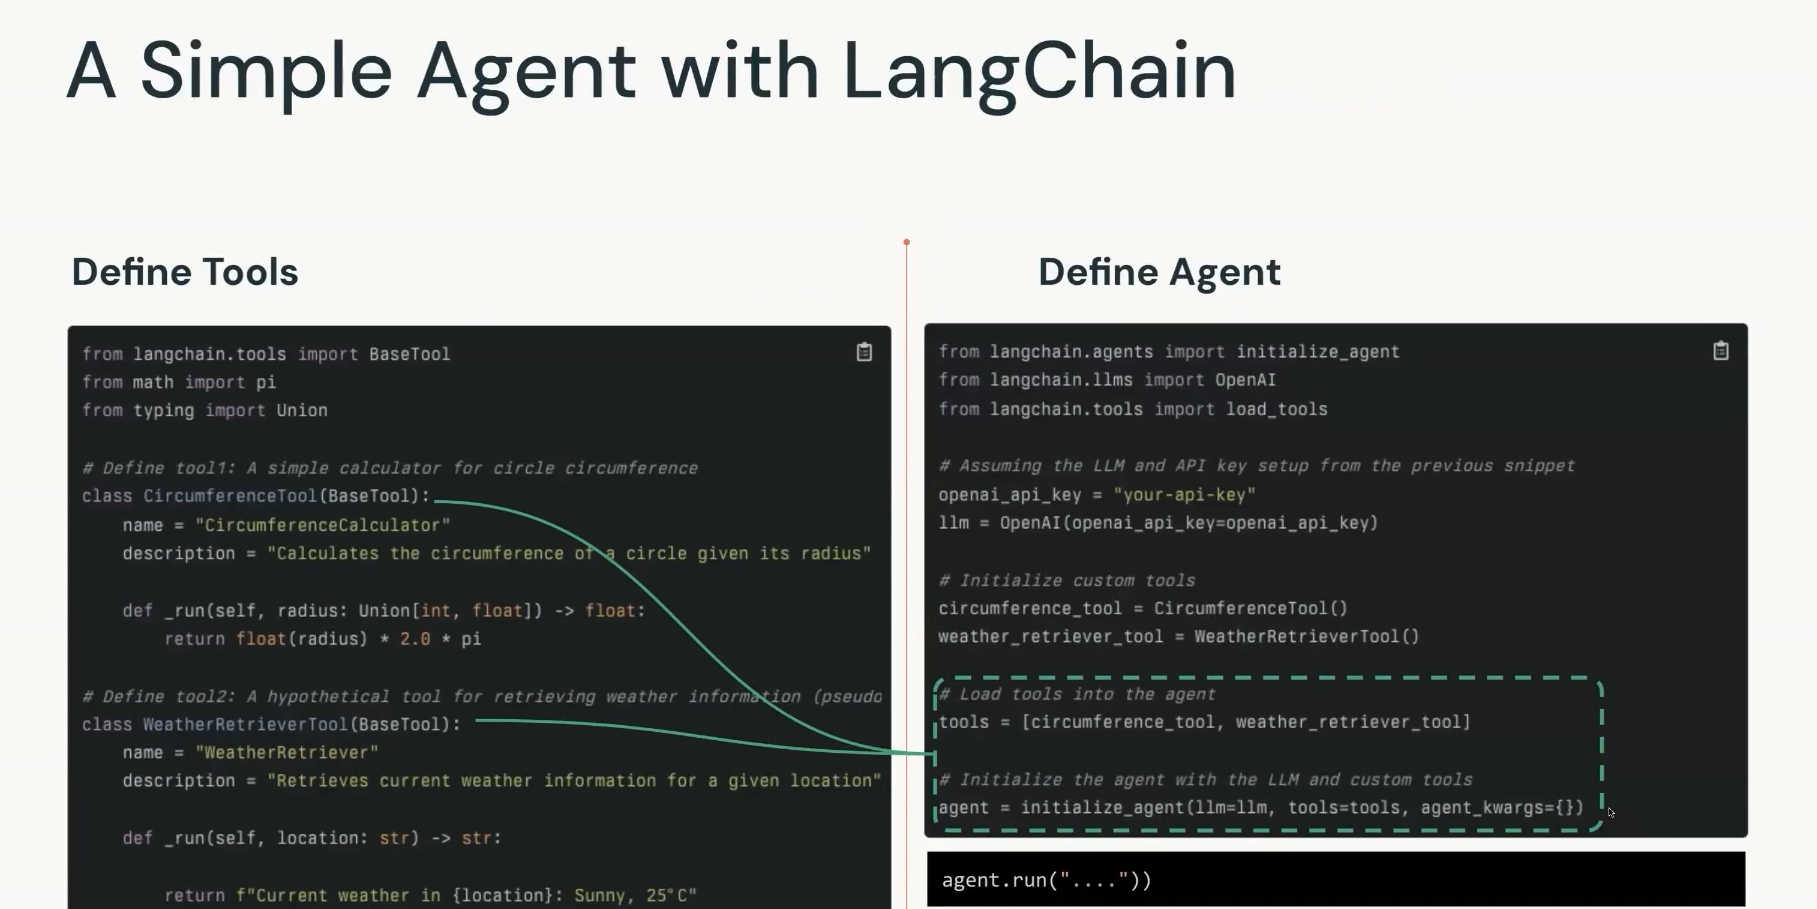 A Simple Agent with LangChain
Define Tools
from langchain.tools import BaseTool
from math import pi
from typing import Union
# Define tool1: A simple calculator for circle circumference
class CircumferenceTool(BaseTool):
name = "CircumferenceCalculator"
description = "Calculates the circumference of a circle given its radius"
def _run(self, radius: Union[int, float]) -> float:
return float(radius) * 2.0 * pi
# Define tool2: A hypothetical tool for retrieving weather information (pseudo
class WeatherRetrieverTool(BaseTool):
name = "WeatherRetriever"
description = "Retrieves current weather information for a given location"
def _run(self, location: str) -> str:
return f"Current weather in {location}: Sunny, 25°C"
Define Agent
from langchain.agents import initialize_agent
from langchain.llms import OpenAI
from langchain.tools import load_tools
# Assuming the LLM and API key setup from the previous snippet
openai_api_key = "your-api-key"
llm = OpenAI(openai_api_key=openai_api_key)
# Initialize custom tools
circumference_tool = CircumferenceTool()
weather_retriever_tool = WeatherRetrieverTool()
# Load tools into the agent
tools = [circumference_tool, weather_retriever_tool]
# Initialize the agent with the LLM and custom tools
agent = initialize_agent(llm=llm, tools=tools, agent_kwargs={})
agent.run("...."))